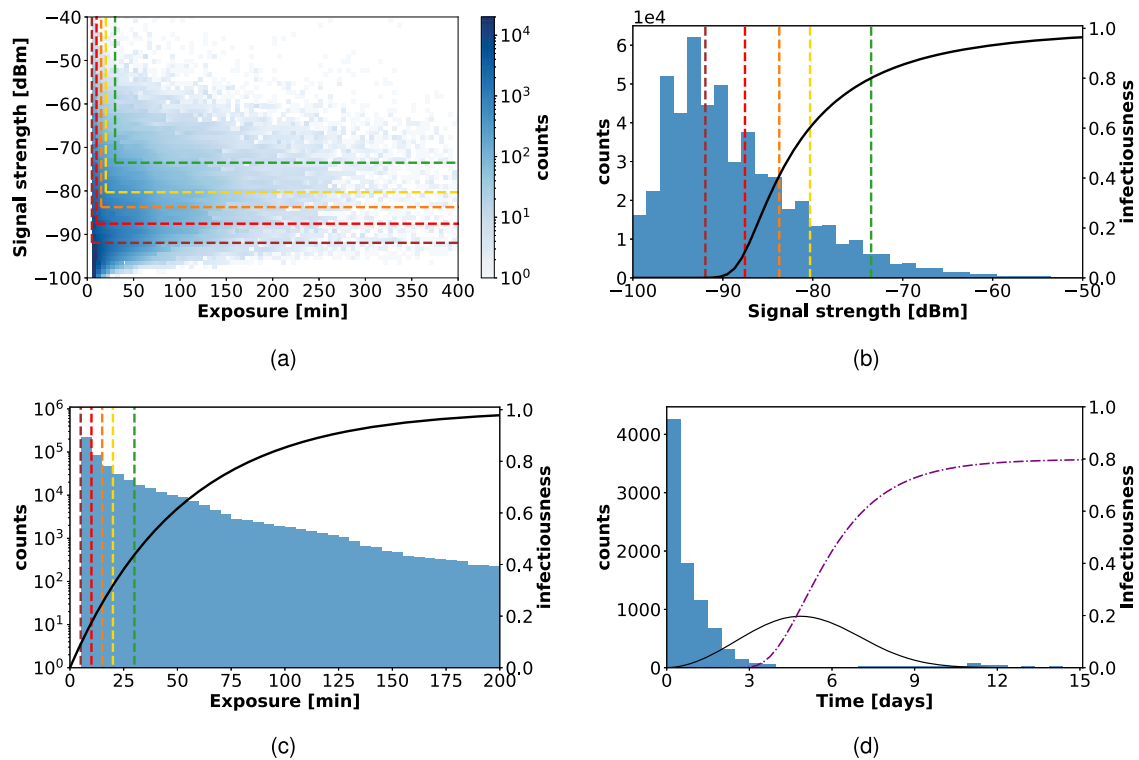 −40
−50
−60
−70
−80
−90
−100
Signal strength [dBm]
0 50 100 150 200 250 300 350 400
Exposure [min]
10^4
10^3
10^2
10^1
10^0
counts
(a)
1e4
6
5
4
3
2
1
0
counts
−100 −90 −80 −70 −60 −50
Signal strength [dBm]
1.0
0.8
0.6
0.4
0.2
0.0
infectiousness
(b)
10^6
10^5
10^4
10^3
10^2
10^1
10^0
counts
0 25 50 75 100 125 150 175 200
Exposure [min]
1.0
0.8
0.6
0.4
0.2
0.0
infectiousness
(c)
4000
3000
2000
1000
0
counts
0 3 6 9 12 15
Time [days]
1.0
0.8
0.6
0.4
0.2
0.0
Infectiousness
(d)